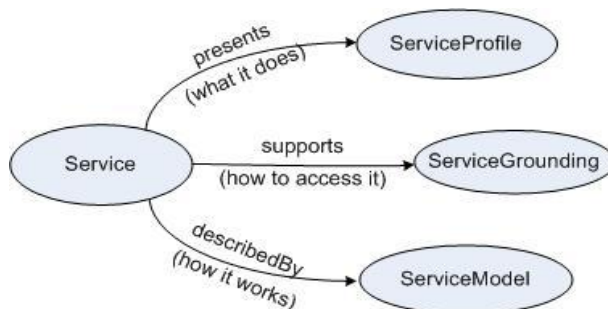 presents
(what it does)
ServiceProfile
Service
supports
(how to access it)
ServiceGrounding
describedBy
(how it works)
ServiceModel